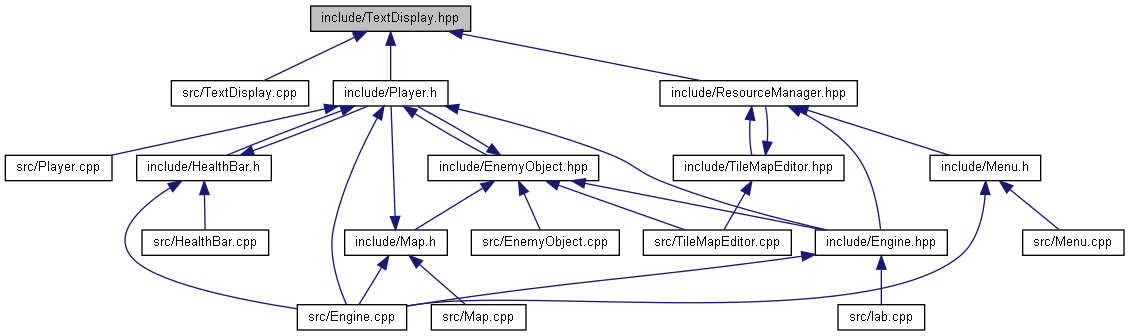 include/TextDisplay.hpp
src/TextDisplay.cpp
include/Player.h
include/ResourceManager.hpp
src/Player.cpp
include/HealthBar.h
include/EnemyObject.hpp
include/TileMapEditor.hpp
include/Menu.h
src/HealthBar.cpp
include/Map.h
src/EnemyObject.cpp
src/TileMapEditor.cpp
include/Engine.hpp
src/Menu.cpp
src/Engine.cpp
src/Map.cpp
src/lab.cpp